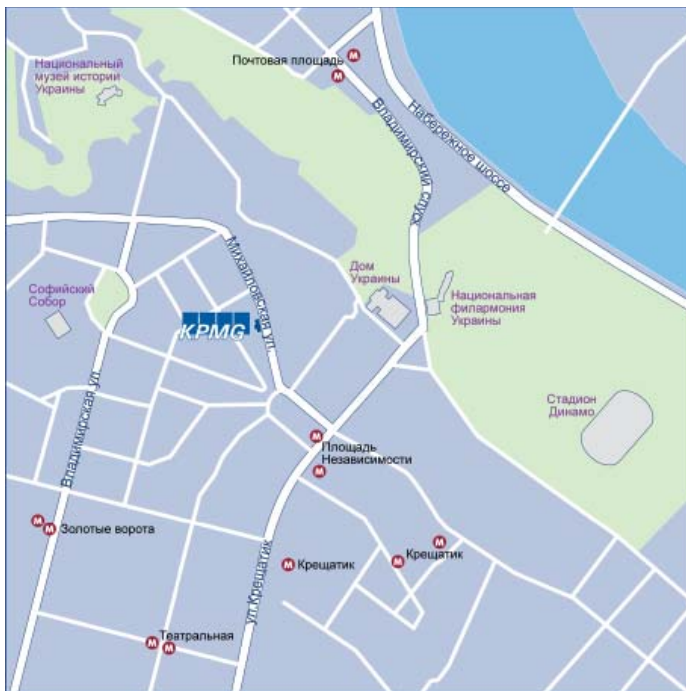 Почтовая площадь
М
М
Национальный
музей истории
Украины
Набережное шоссе
Владимирский спуск
Михайловская ул.
Дом
Украины
Софийский
Собор
Национальная
филармония
Украины
KPMG
Владимирская ул.
Стадион
Динамо
М
Площадь
Независимости
М
М
М
Золотые ворота
М
Крещатик
М
Крещатик
М
ул.Крещатик
Театральная
М
М